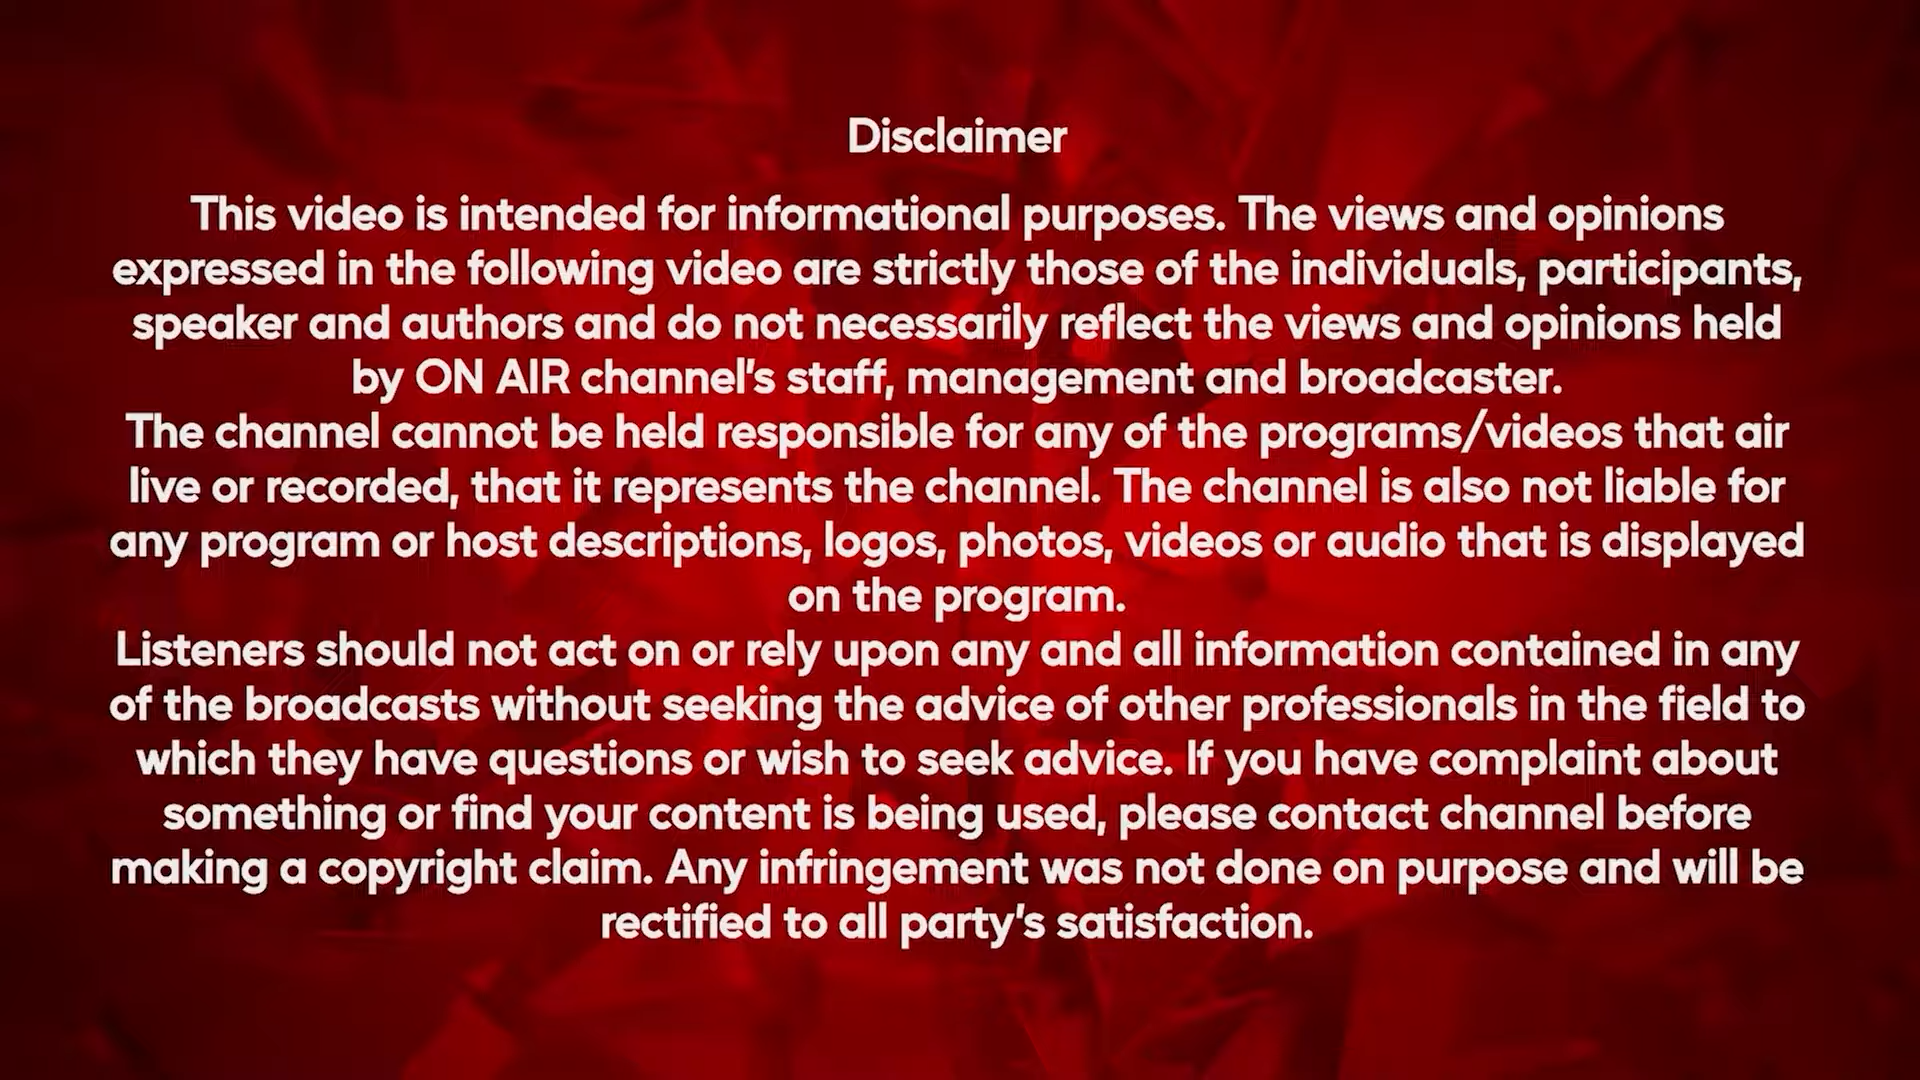 Disclaimer
This video is intended for informational purposes. The views and opinions
expressed in the following video are strictly those of the individuals, participants,
speaker and authors and do not necessarily reflect the views and opinions held
by ON AIR channel's staff, management and broadcaster.
The channel cannot be held responsible for any of the programs/videos that air
live or recorded, that it represents the channel. The channel is also not liable for
any program or host descriptions, logos, photos, videos or audio that is displayed
on the program.
Listeners should not act on or rely upon any and all information contained in any
of the broadcasts without seeking the advice of other professionals in the field to
which they have questions or wish to seek advice. If you have complaint about
something or find your content is being used, please contact channel before
making a copyright claim. Any infringement was not done on purpose and will be
rectified to all party's satisfaction.